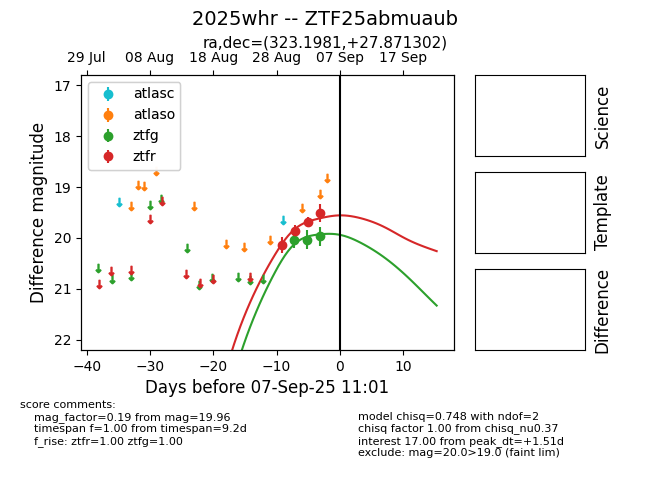 2025whr -- ZTF25abmuaub
ra,dec=(323.1981,+27.871302)
29 Jul
08 Aug
18 Aug
28 Aug
07 Sep
17 Sep
atlasc
atlaso
ztfg
ztfr
17
18
19
20
21
22
Difference magnitude
−40
−30
−20
−10
0
10
Days before 07-Sep-25 11:01
Science
Template
Difference
score comments:
mag_factor=0.19 from mag=19.96
timespan f=1.00 from timespan=9.2d
f_rise: ztfr=1.00 ztfg=1.00
model chisq=0.748 with ndof=2
chisq factor 1.00 from chisq_nu0.37
interest 17.00 from peak_dt=+1.51d
exclude: mag=20.0>19.0 (faint lim)